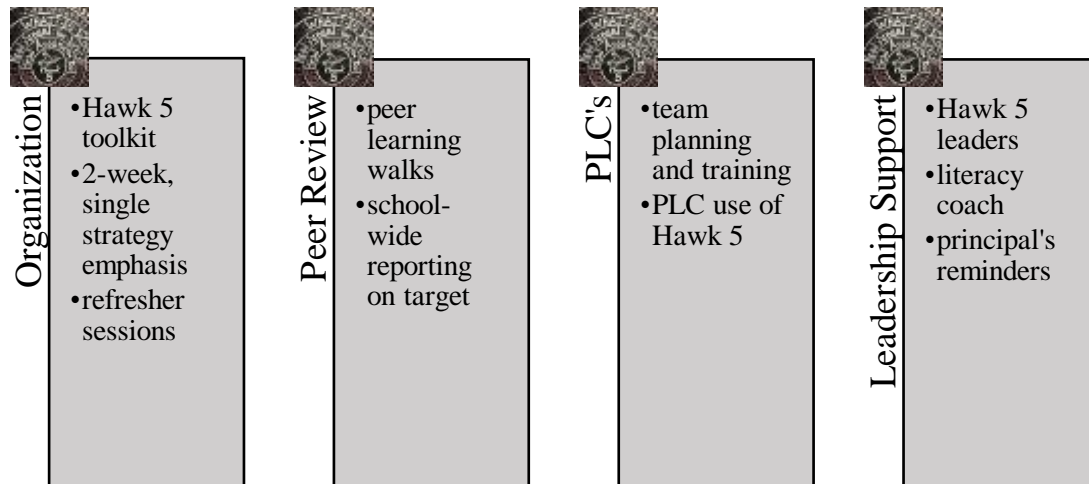 Organization
•Hawk 5
toolkit
•2-week,
single
strategy
emphasis
•refresher
sessions
Peer Review
•peer
learning
walks
•school-
wide
reporting
on target
PLC's
•team
planning
and training
•PLC use of
Hawk 5
Leadership Support
•Hawk 5
leaders
•literacy
coach
•principal's
reminders